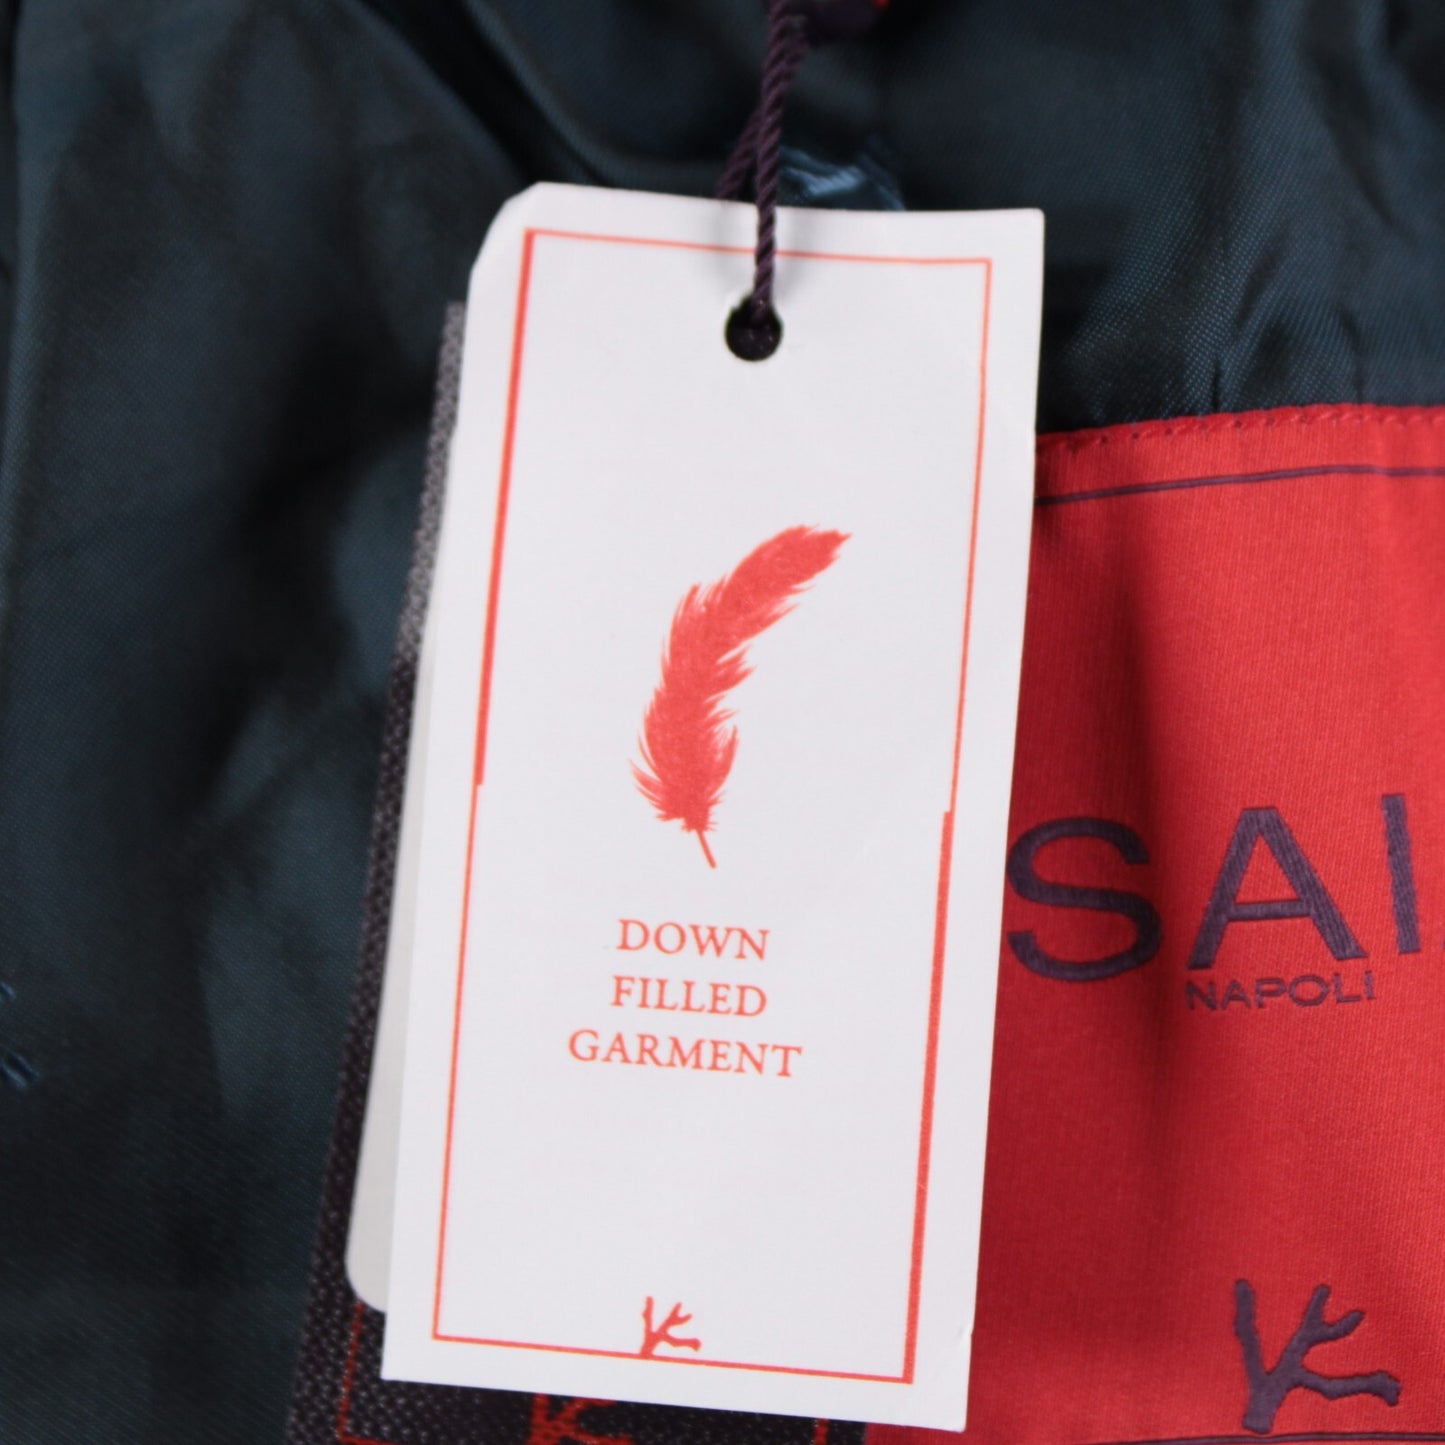 DOWN
FILLED
GARMENT
SAI
NAPOLI